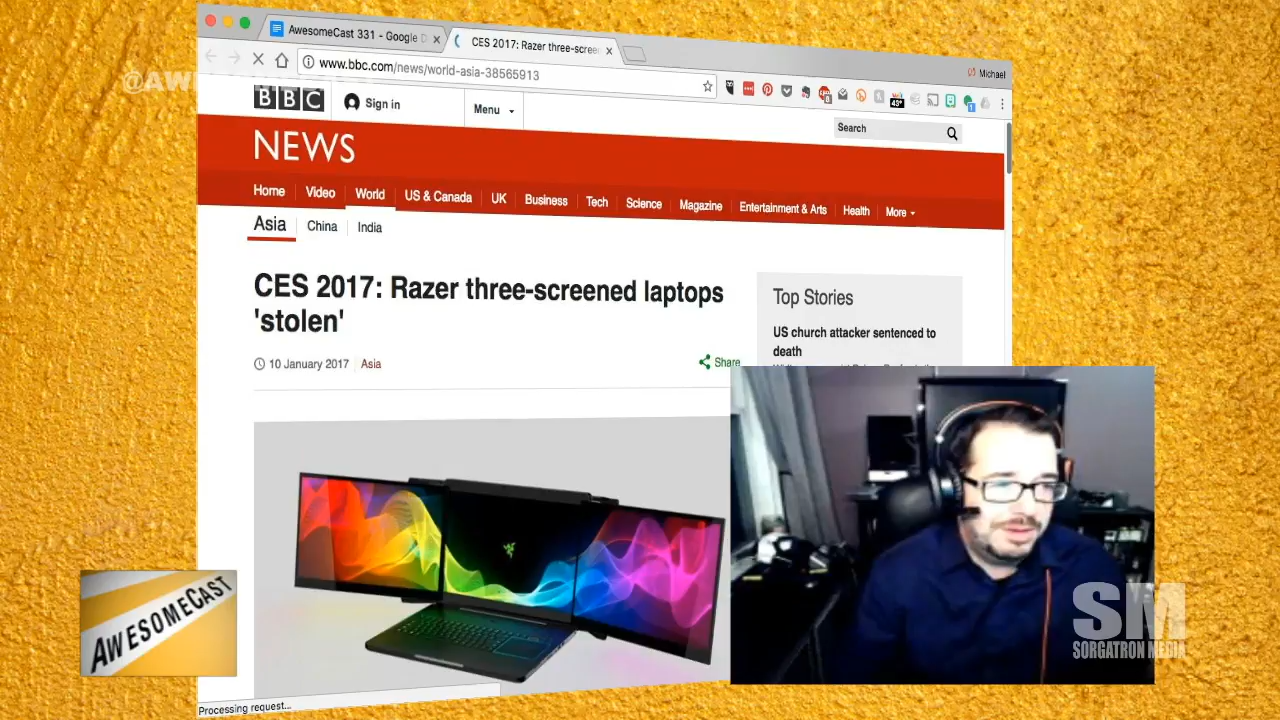 AwesomeCast 331 - Google D
CES 2017: Razer three-scree
Michael
www.bbc.com/news/world-asia-38565913
43°
@AW
BBC
Sign in
Menu
Search
NEWS
Home
Video
World
US & Canada
UK
Business
Tech
Science
Magazine
Entertainment & Arts
Health
More
Asia
China
India
CES 2017: Razer three-screened laptops
'stolen'
10 January 2017
Asia
Share
Top Stories
US church attacker sentenced to
death
AWESOMECAST
SM
SORGATRON MEDIA
Processing request...